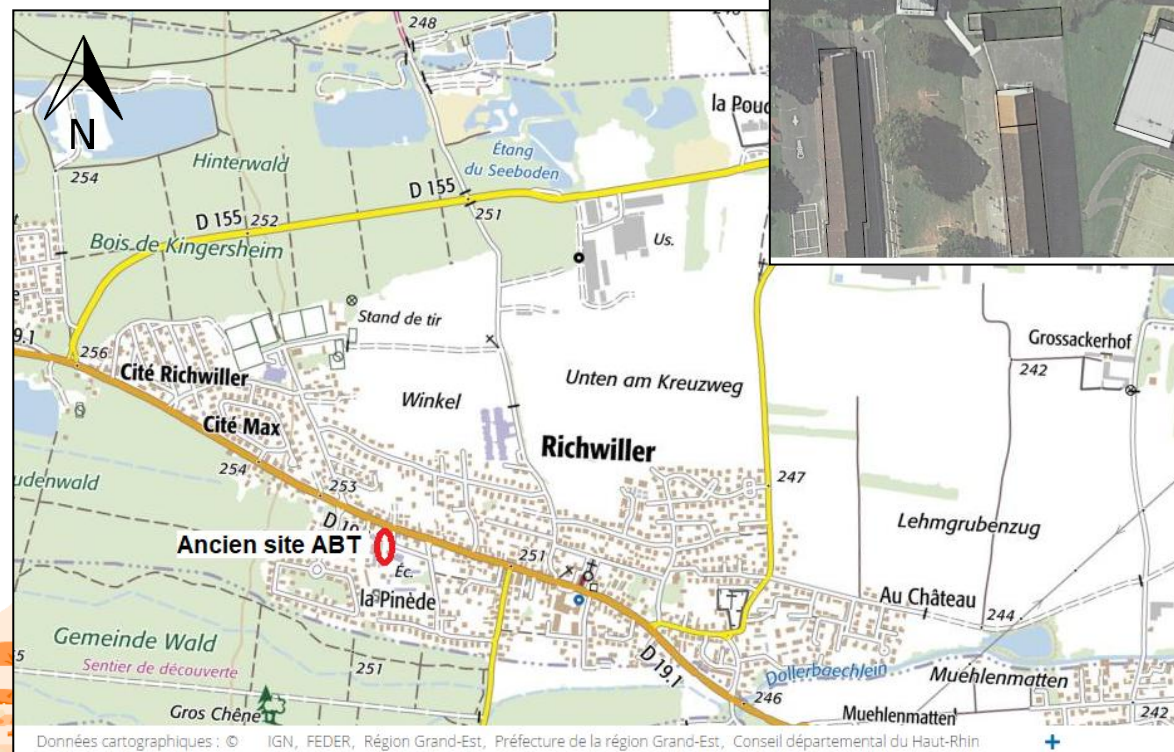 248
N
la Poud
254
Hinterwald
Étang
du Seeboden
D 155
251
D 155
252
Bois de Kingersheim
Us.
Stand de tir
19.1
256
Grossackerhof
242
Cité Richwiller
Winkel
Unten am Kreuzweg
Cité Max
Richwiller
254
253
247
udenwald
Lehmgrubenzug
D 19
Ancien site ABT
Éc.
251
la Pinède
Au Château
244
Gemeinde Wald
Sentier de découverte
251
D 19.1
Dollerbaechlein
Muehlenmatten
246
Gros Chêne
Muehlenmatten
242
Données cartographiques : © IGN, FEDER, Région Grand-Est, Préfecture de la région Grand-Est, Conseil départemental du Haut-Rhin